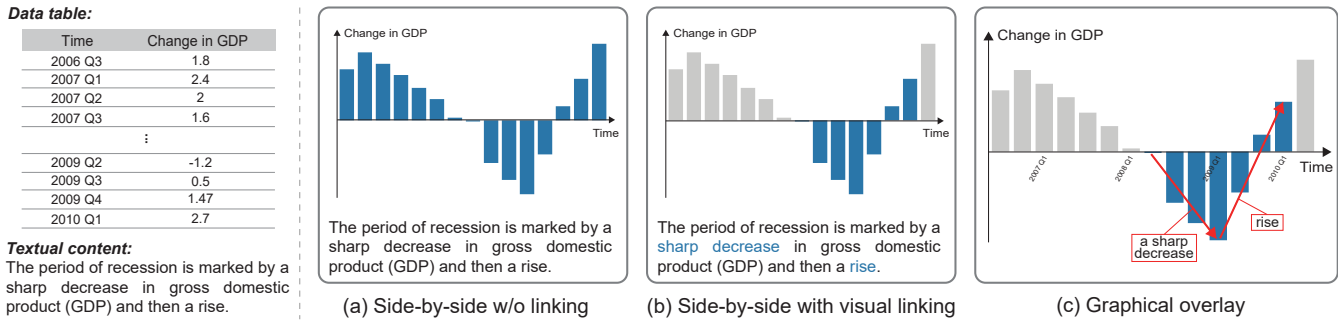 Data table:
Time Change in GDP
2006 Q3 1.8
2007 Q1 2.4
2007 Q2 2
2007 Q3 1.6
⋮
2009 Q2 -1.2
2009 Q3 0.5
2009 Q4 1.47
2010 Q1 2.7
Textual content:
The period of recession is marked by a
sharp decrease in gross domestic
product (GDP) and then a rise.
Change in GDP
Time
The period of recession is marked by a
sharp decrease in gross domestic
product (GDP) and then a rise.
(a) Side-by-side w/o linking
Change in GDP
Time
The period of recession is marked by a
sharp decrease in gross domestic
product (GDP) and then a rise.
(b) Side-by-side with visual linking
Change in GDP
Time
2007 Q1
2008 Q1
2009 Q1
2010 Q1
a sharp
decrease
rise
(c) Graphical overlay